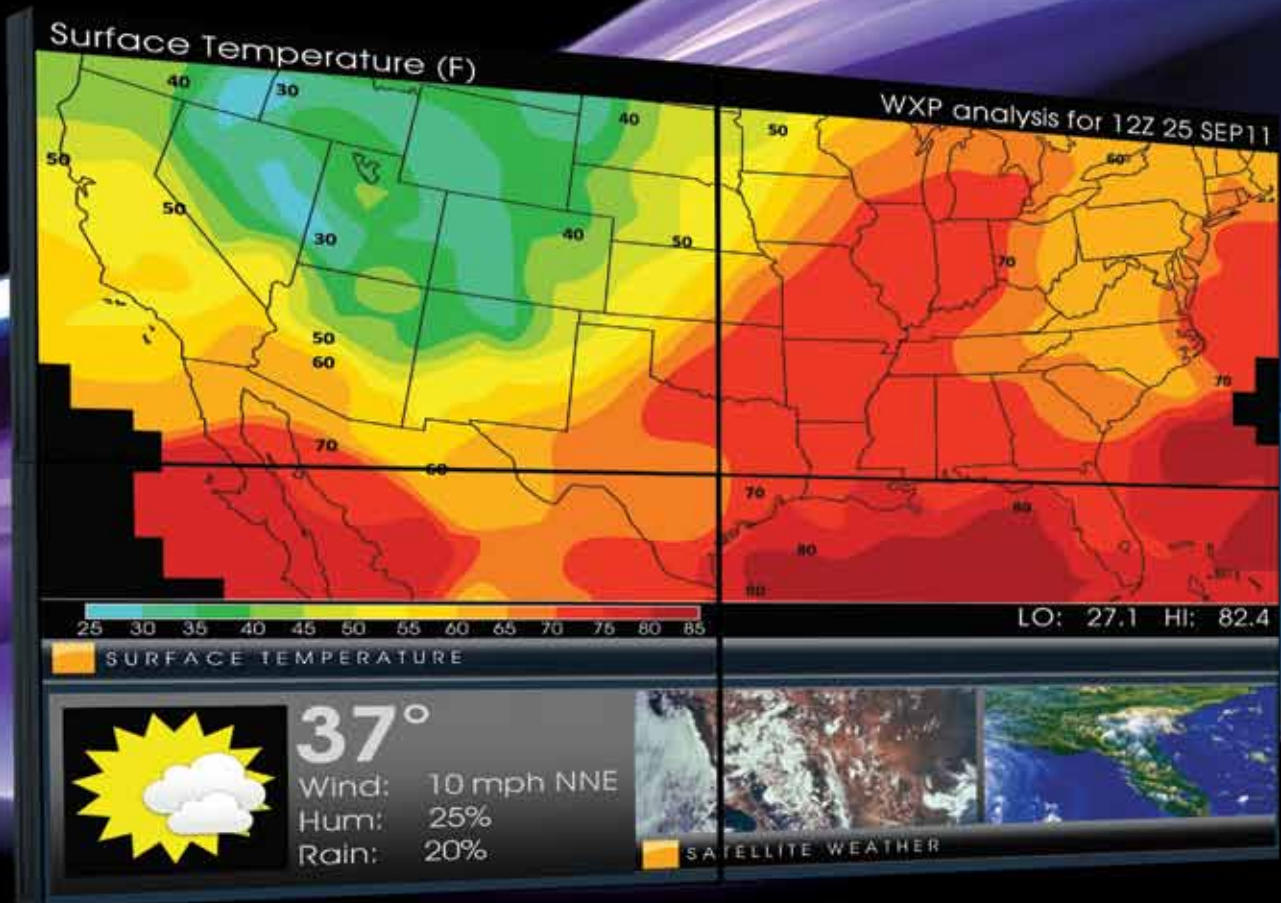 Surface Temperature (F)
WXP analysis for 12Z 25 SEP11
40
30
40
50
60
50
50
30
40
50
70
50
60
70
70
60
70
80
80
80
25 30 35 40 45 50 55 60 65 70 75 80 85
LO: 27.1 HI: 82.4
SURFACE TEMPERATURE
37°
Wind: 10 mph NNE
Hum: 25%
Rain: 20%
SATELLITE WEATHER